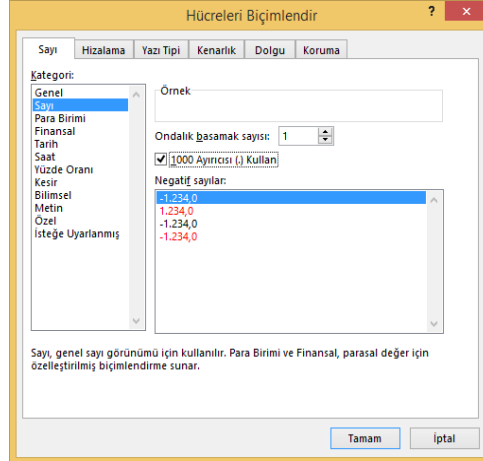 Hücreleri Biçimlendir
? ×
Sayı Hizalama Yazı Tipi Kenarlık Dolgu Koruma
Kategori:
Genel
Sayı
Para Birimi
Finansal
Tarih
Saat
Yüzde Oranı
Kesir
Bilimsel
Metin
Özel
İsteğe Uyarlanmış
Örnek
Ondalık basamak sayısı: 1
1000 Ayırıcısı (.) Kullan
Negatif sayılar:
-1.234,0
1.234,0
-1.234,0
-1.234,0
Sayı, genel sayı görünümü için kullanılır. Para Birimi ve Finansal, parasal değer için
özelleştirilmiş biçimlendirme sunar.
Tamam İptal